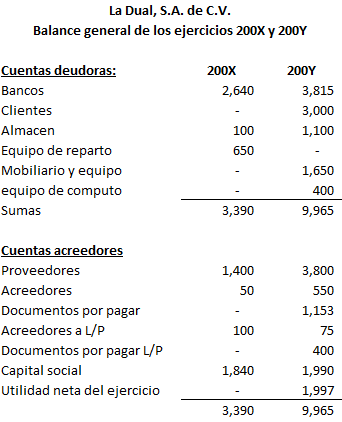 La Dual, S.A. de C.V.
Balance general de los ejercicios 200X y 200Y
Cuentas deudoras: 200X 200Y
Bancos 2,640 3,815
Clientes - 3,000
Almacen 100 1,100
Equipo de reparto 650 -
Mobiliario y equipo - 1,650
equipo de computo - 400
Sumas 3,390 9,965
Cuentas acreedores
Proveedores 1,400 3,800
Acreedores 50 550
Documentos por pagar - 1,153
Acreedores a L/P 100 75
Documentos por pagar L/P - 400
Capital social 1,840 1,990
Utilidad neta del ejercicio - 1,997
3,390 9,965